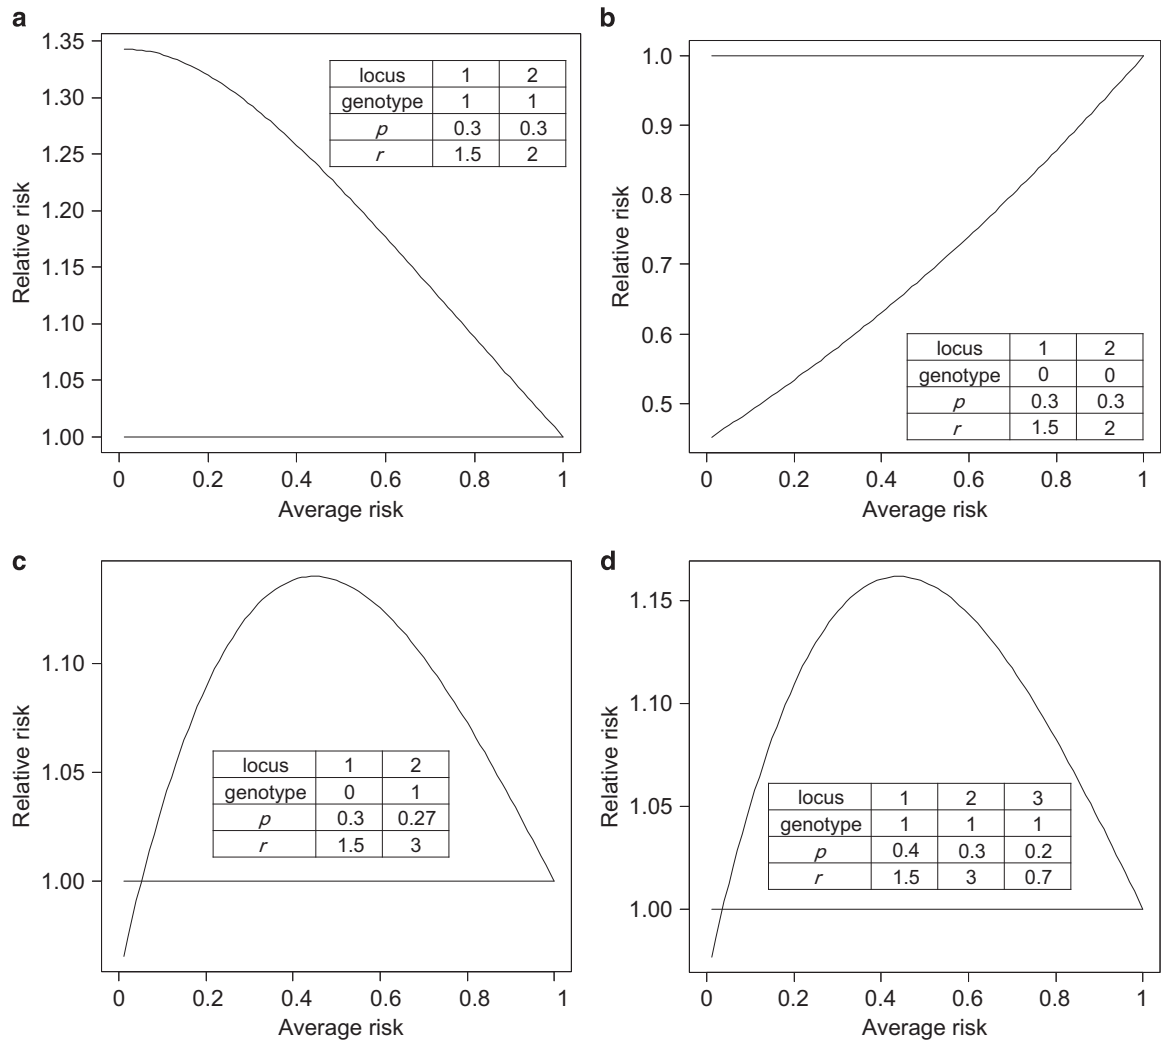 a
Relative risk
1.35
1.30
1.25
1.20
1.15
1.10
1.05
1.00
locus 1 2
genotype 1 1
p 0.3 0.3
r 1.5 2
0 0.2 0.4 0.6 0.8 1
Average risk
b
Relative risk
1.0
0.9
0.8
0.7
0.6
0.5
locus 1 2
genotype 0 0
p 0.3 0.3
r 1.5 2
0 0.2 0.4 0.6 0.8 1
Average risk
c
Relative risk
1.10
1.05
1.00
locus 1 2
genotype 0 1
p 0.3 0.27
r 1.5 3
0 0.2 0.4 0.6 0.8 1
Average risk
d
Relative risk
1.15
1.10
1.05
1.00
locus 1 2 3
genotype 1 1 1
p 0.4 0.3 0.2
r 1.5 3 0.7
0 0.2 0.4 0.6 0.8 1
Average risk